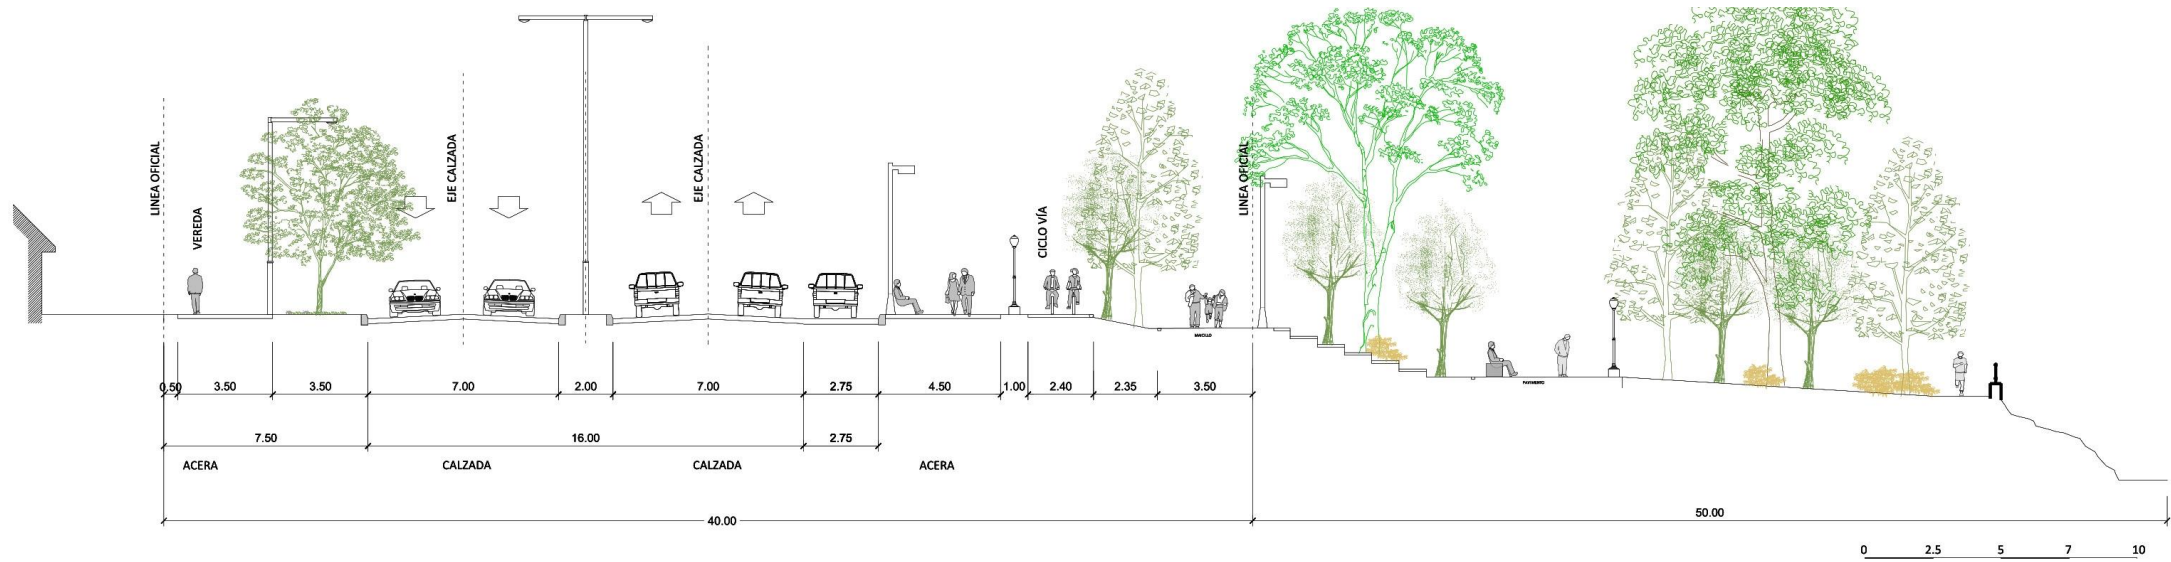 LINEA OFICIAL
VEREDA
EJE CALZADA
EJE CALZADA
CICLO VÍA
LINEA OFICIAL
MAICILLO
PAVIMENTO
0.50 3.50 3.50 7.00 2.00 7.00 2.75 4.50 1.00 2.40 2.35 3.50
7.50 16.00 2.75
ACERA CALZADA CALZADA ACERA
40.00 50.00
0 2.5 5 7 10